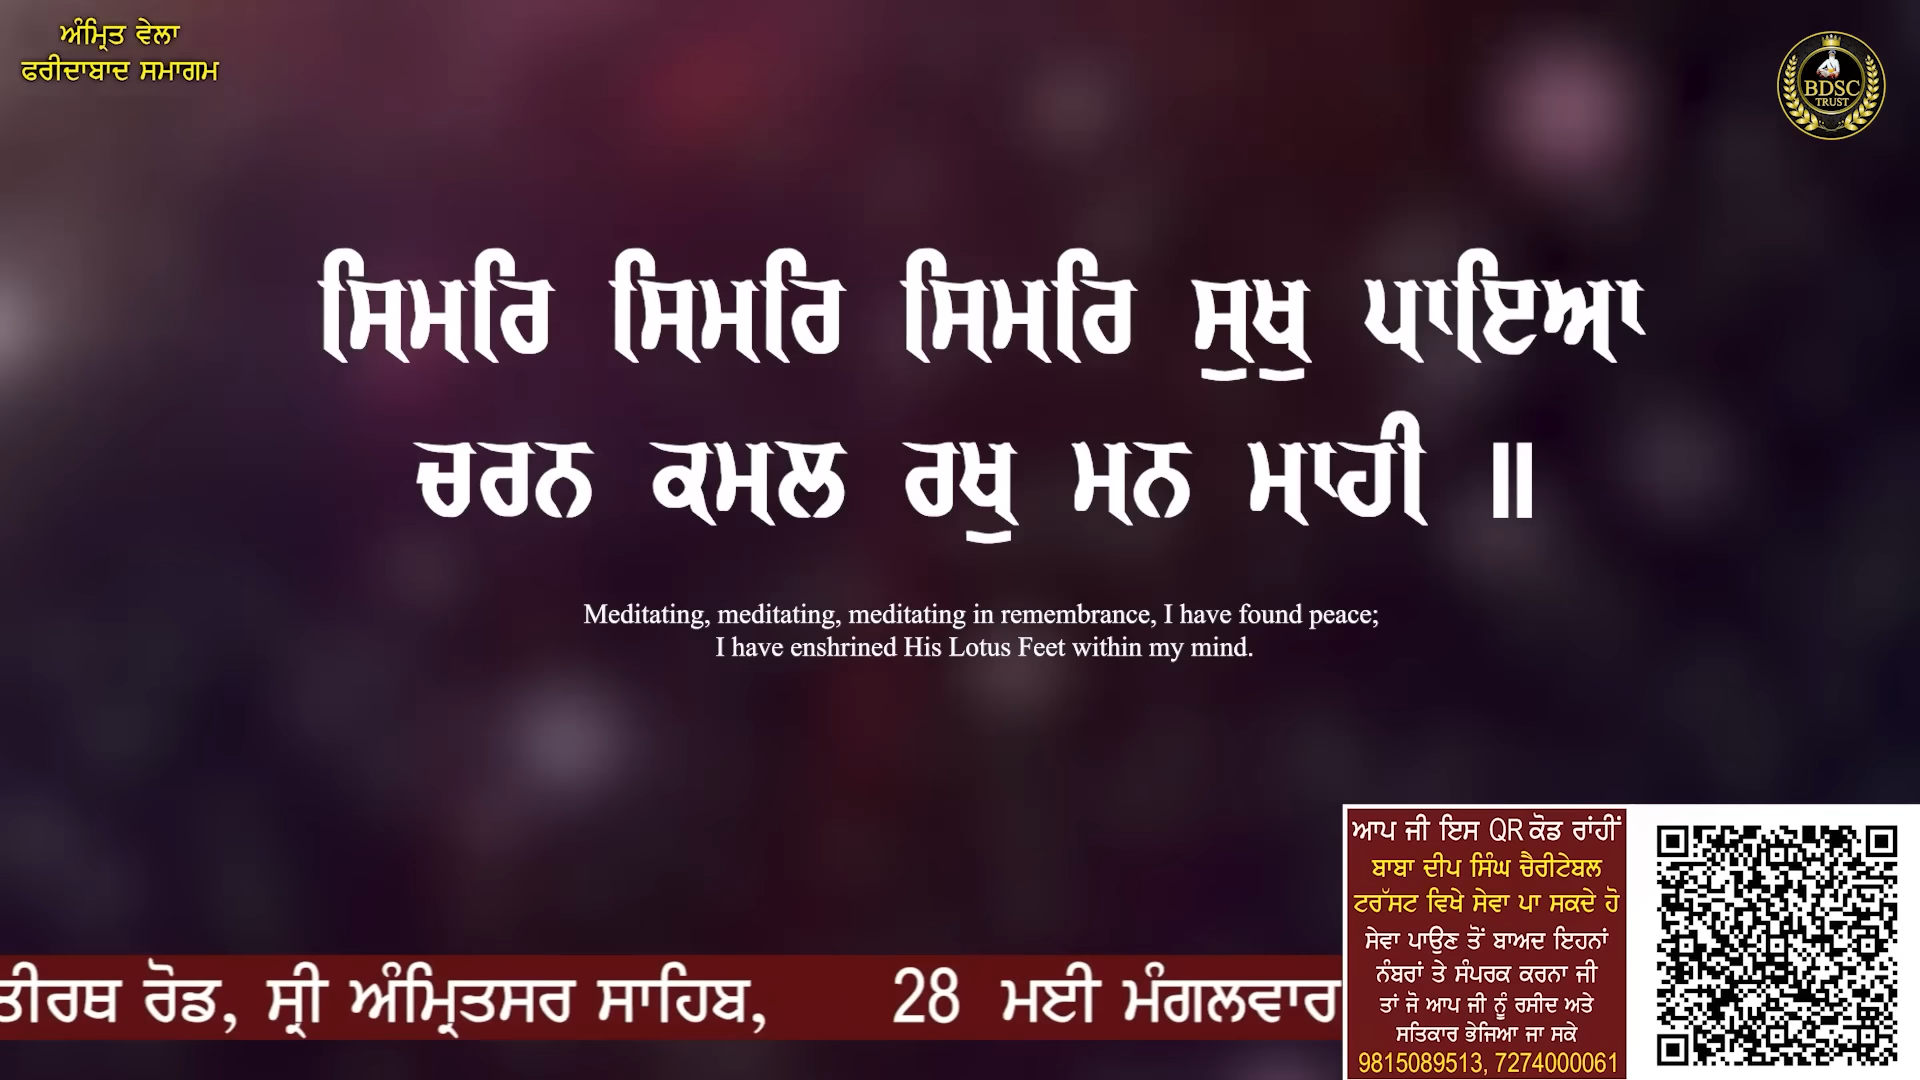 ਅੰਮ੍ਰਿਤ ਵੇਲਾ
ਫਰੀਦਾਬਾਦ ਸਮਾਗਮ
BDSC
TRUST
ਸਿਮਰਿ ਸਿਮਰਿ ਸਿਮਰਿ ਸੁਖੁ ਪਾਇਆ
ਚਰਨ ਕਮਲ ਰਖੁ ਮਨ ਮਾਹੀ ॥
Meditating, meditating, meditating in remembrance, I have found peace;
I have enshrined His Lotus Feet within my mind.
ਤੀਰਥ ਰੋਡ, ਸ੍ਰੀ ਅੰਮ੍ਰਿਤਸਰ ਸਾਹਿਬ, 28 ਮਈ ਮੰਗਲਵਾਰ
ਆਪ ਜੀ ਇਸ QR ਕੋਡ ਰਾਂਹੀਂ
ਬਾਬਾ ਦੀਪ ਸਿੰਘ ਚੈਰੀਟੇਬਲ
ਟਰੱਸਟ ਵਿਖੇ ਸੇਵਾ ਪਾ ਸਕਦੇ ਹੋ
ਸੇਵਾ ਪਾਉਣ ਤੋਂ ਬਾਅਦ ਇਹਨਾਂ
ਨੰਬਰਾਂ ਤੇ ਸੰਪਰਕ ਕਰਨਾ ਜੀ
ਤਾਂ ਜੋ ਆਪ ਜੀ ਨੂੰ ਰਸੀਦ ਅਤੇ
ਸਤਿਕਾਰ ਭੇਜਿਆ ਜਾ ਸਕੇ
9815089513, 7274000061